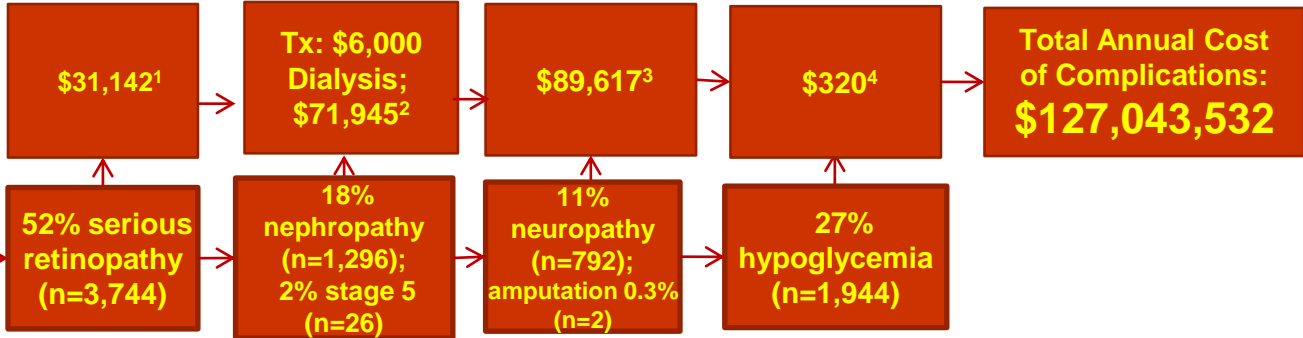 $31,142¹
Tx: $6,000
Dialysis;
$71,945²
$89,617³
$320⁴
Total Annual Cost
of Complications:
$127,043,532
52% serious
retinopathy
(n=3,744)
18%
nephropathy
(n=1,296);
2% stage 5
(n=26)
11%
neuropathy
(n=792);
amputation 0.3%
(n=2)
27%
hypoglycemia
(n=1,944)